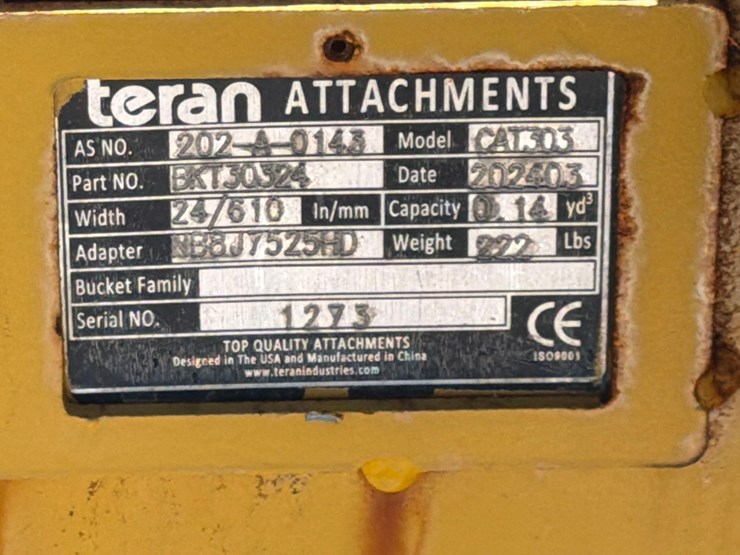 teran ATTACHMENTS
AS NO. 202-A-0143 Model CAT303
Part NO. BKT30324 Date 202403
Width 24/610 In/mm Capacity 0.14 yd³
Adapter Weight 222 Lbs
Bucket Family
Serial NO. 1273
CE
ISO9001
TOP QUALITY ATTACHMENTS
Designed in The USA and Manufactured in China
www.teranindustries.com